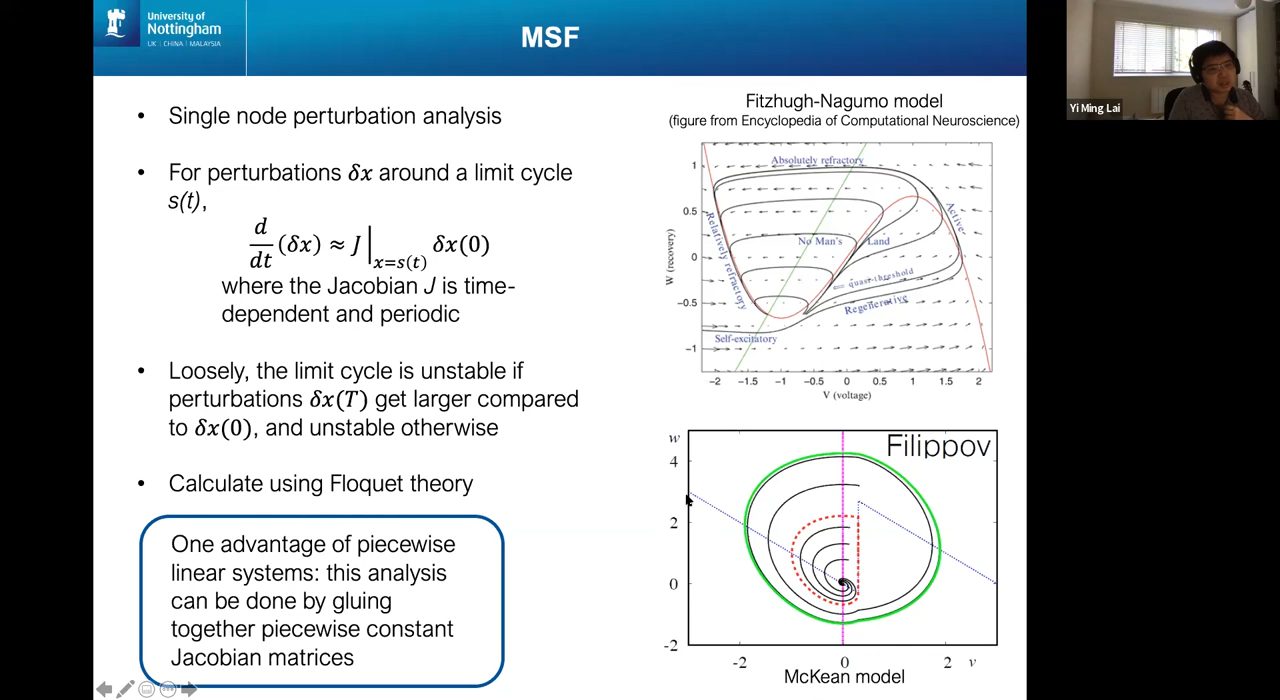 University of
Nottingham
UK | CHINA | MALAYSIA
MSF
Yi Ming Lai
• Single node perturbation analysis
• For perturbations δx around a limit cycle
s(t),
d/dt (δx) ≈ J|x=s(t) δx(0)
where the Jacobian J is time-
dependent and periodic
• Loosely, the limit cycle is unstable if
perturbations δx(T) get larger compared
to δx(0), and unstable otherwise
• Calculate using Floquet theory
One advantage of piecewise
linear systems: this analysis
can be done by gluing
together piecewise constant
Jacobian matrices
Fitzhugh-Nagumo model
(figure from Encyclopedia of Computational Neuroscience)
Absolutely refractory
Relatively refractory
No Man's Land
Active
quasi-threshold
Regenerative
Self-excitatory
W (recovery)
1
0.5
0
−0.5
−1
−2 −1.5 −1 −0.5 0 0.5 1 1.5 2
V (voltage)
Filippov
w
4
2
0
-2
-2 0 2 v
McKean model